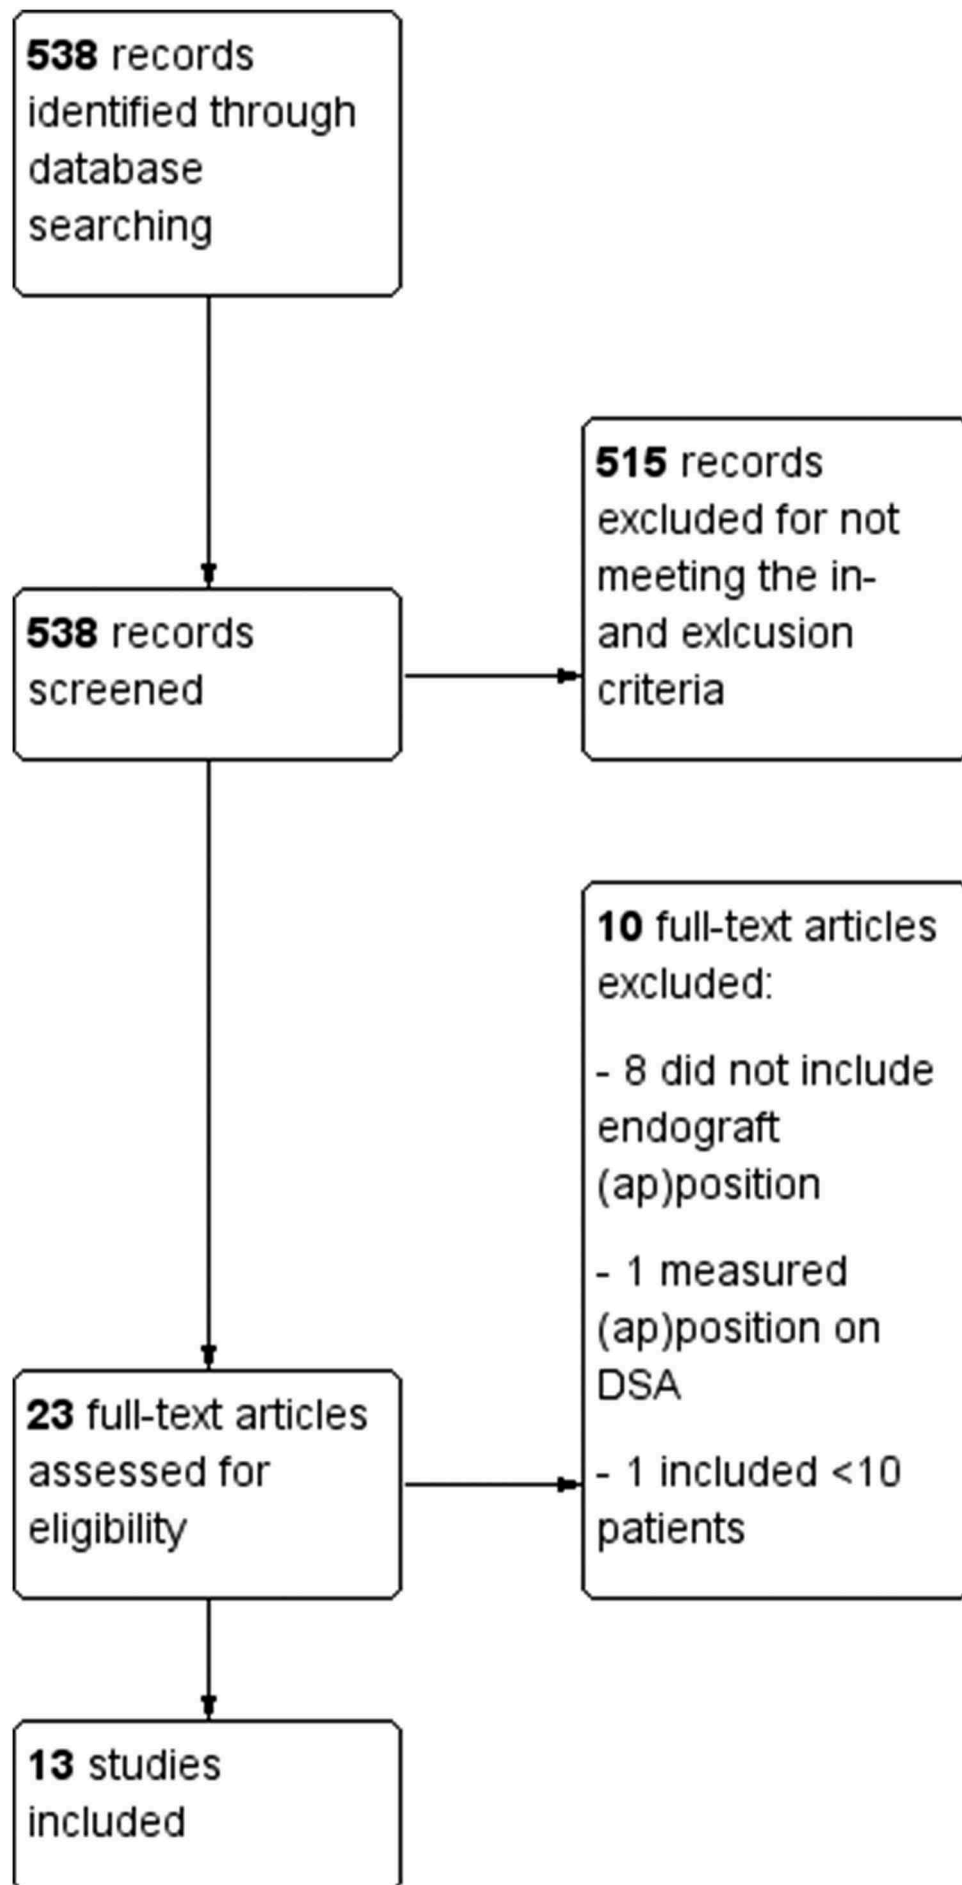 538 records
identified through
database
searching
515 records
excluded for not
meeting the in-
and exlcusion
criteria
538 records
screened
10 full-text articles
excluded:
- 8 did not include
endograft
(ap)position
- 1 measured
(ap)position on
DSA
- 1 included <10
patients
23 full-text articles
assessed for
eligibility
13 studies
included